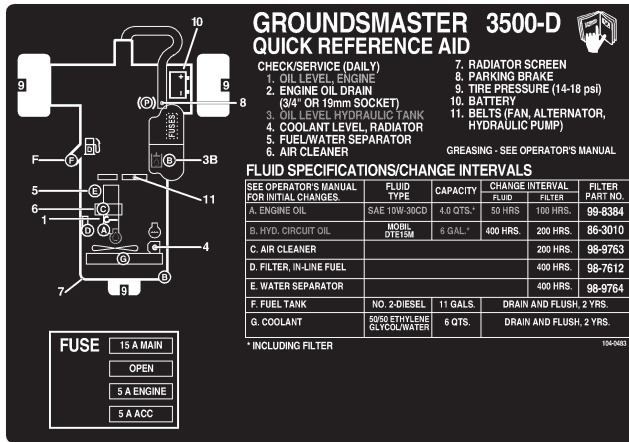 GROUNDSMASTER 3500-D
QUICK REFERENCE AID
CHECK/SERVICE (DAILY)
1. OIL LEVEL, ENGINE
2. ENGINE OIL DRAIN
(3/4" OR 19mm SOCKET)
3. OIL LEVEL HYDRAULIC TANK
4. COOLANT LEVEL, RADIATOR
5. FUEL/WATER SEPARATOR
6. AIR CLEANER
7. RADIATOR SCREEN
8. PARKING BRAKE
9. TIRE PRESSURE (14-18 psi)
10. BATTERY
11. BELTS (FAN, ALTERNATOR,
HYDRAULIC PUMP)
GREASING - SEE OPERATOR'S MANUAL
FLUID SPECIFICATIONS/CHANGE INTERVALS
SEE OPERATOR'S MANUAL
FOR INITIAL CHANGES.
FLUID
TYPE
CAPACITY
CHANGE INTERVAL
FLUID
FILTER
FILTER
PART NO.
A. ENGINE OIL SAE 10W-30CD 4.0 QTS.* 50 HRS 100 HRS. 99-8384
B. HYD. CIRCUIT OIL MOBIL
DTE15M 6 GAL.* 400 HRS. 200 HRS. 86-3010
C. AIR CLEANER 200 HRS. 98-9763
D. FILTER, IN-LINE FUEL 400 HRS. 98-7612
E. WATER SEPARATOR 400 HRS. 98-9764
F. FUEL TANK NO. 2-DIESEL 11 GALS. DRAIN AND FLUSH, 2 YRS.
G. COOLANT 50/50 ETHYLENE
GLYCOL/WATER 6 QTS. DRAIN AND FLUSH, 2 YRS.
* INCLUDING FILTER
104-0483
10
9
9
(P)
8
FUSES
D
F
F
B
3B
5
E
11
6
C
1
2
D
A
4
G
7
B
9
FUSE
15 A MAIN
OPEN
5 A ENGINE
5 A ACC